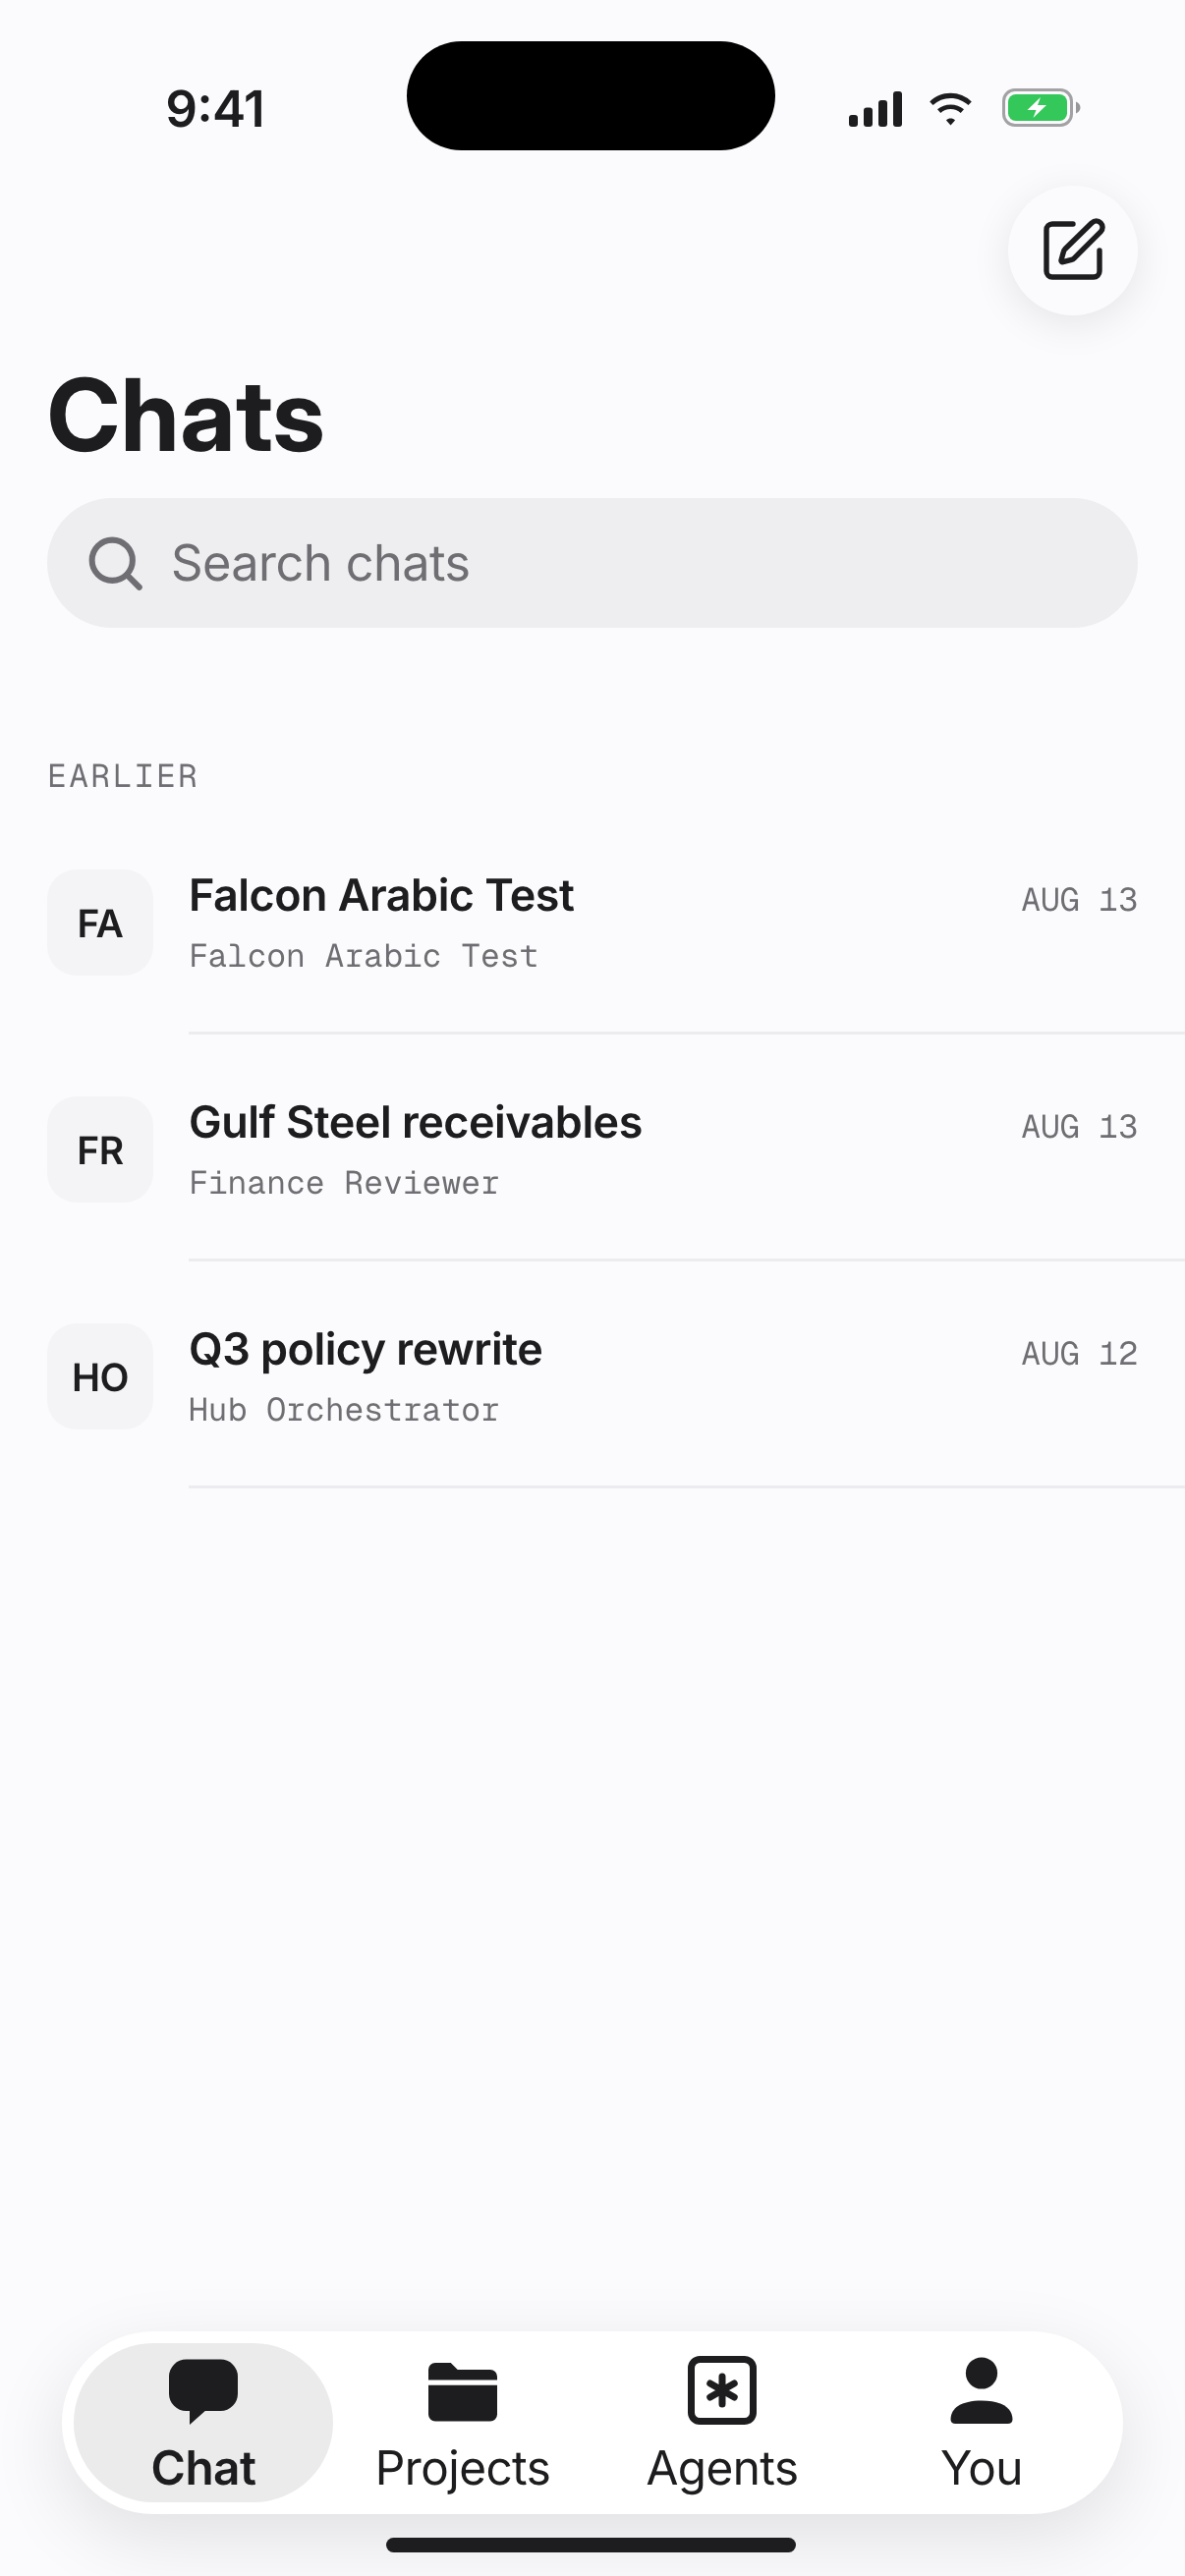 9:41
Chats
Search chats
EARLIER
FA
Falcon Arabic Test
AUG 13
Falcon Arabic Test
FR
Gulf Steel receivables
AUG 13
Finance Reviewer
HO
Q3 policy rewrite
AUG 12
Hub Orchestrator
Chat
Projects
Agents
You